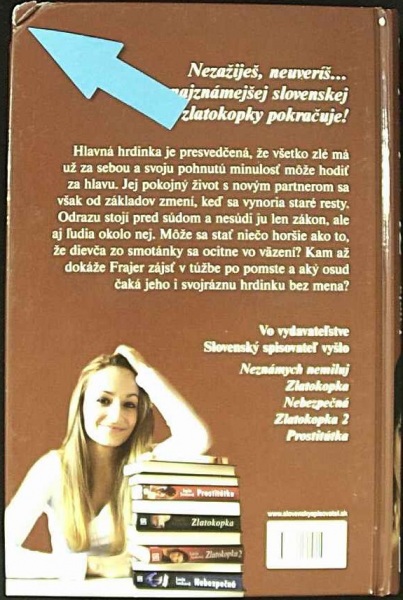 Nezažiješ, neuveríš...
najznámejšej slovenskej
zlatokopky pokračuje!
Hlavná hrdinka je presvedčená, že všetko zlé má
už za sebou a svoju pohnutú minulosť môže hodiť
za hlavu. Jej pokojný život s novým partnerom sa
však od základov zmení, keď sa vynoria staré resty.
Odrazu stojí pred súdom a nesúdi ju len zákon, ale
aj ľudia okolo nej. Môže sa stať niečo horšie ako to,
že dievča zo smotánky sa ocitne vo väzení? Kam až
dokáže Frajer zájsť v túžbe po pomste a aký osud
čaká jeho i svojráznu hrdinku bez mena?
Vo vydavateľstve
Slovenský spisovateľ vyšlo
Neznámych nemiluj
Zlatokopka
Nebezpečná
Zlatokopka 2
Prostitútka
www.slovenskyspisovatel.sk
Prostitútka
Zlatokopka
Zlatokopka 2
Nebezpečná